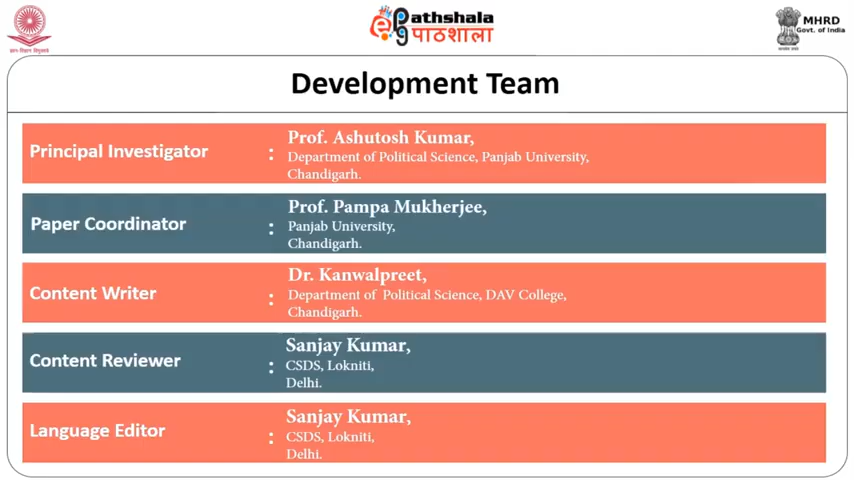 ज्ञान-विज्ञान विमुक्तये
ePathshala
पाठशाला
MHRD
Govt. of India
Development Team
Principal Investigator : Prof. Ashutosh Kumar,
Department of Political Science, Panjab University,
Chandigarh.
Paper Coordinator : Prof. Pampa Mukherjee,
Panjab University,
Chandigarh.
Content Writer : Dr. Kanwalpreet,
Department of Political Science, DAV College,
Chandigarh.
Content Reviewer : Sanjay Kumar,
CSDS, Lokniti,
Delhi.
Language Editor : Sanjay Kumar,
CSDS, Lokniti,
Delhi.